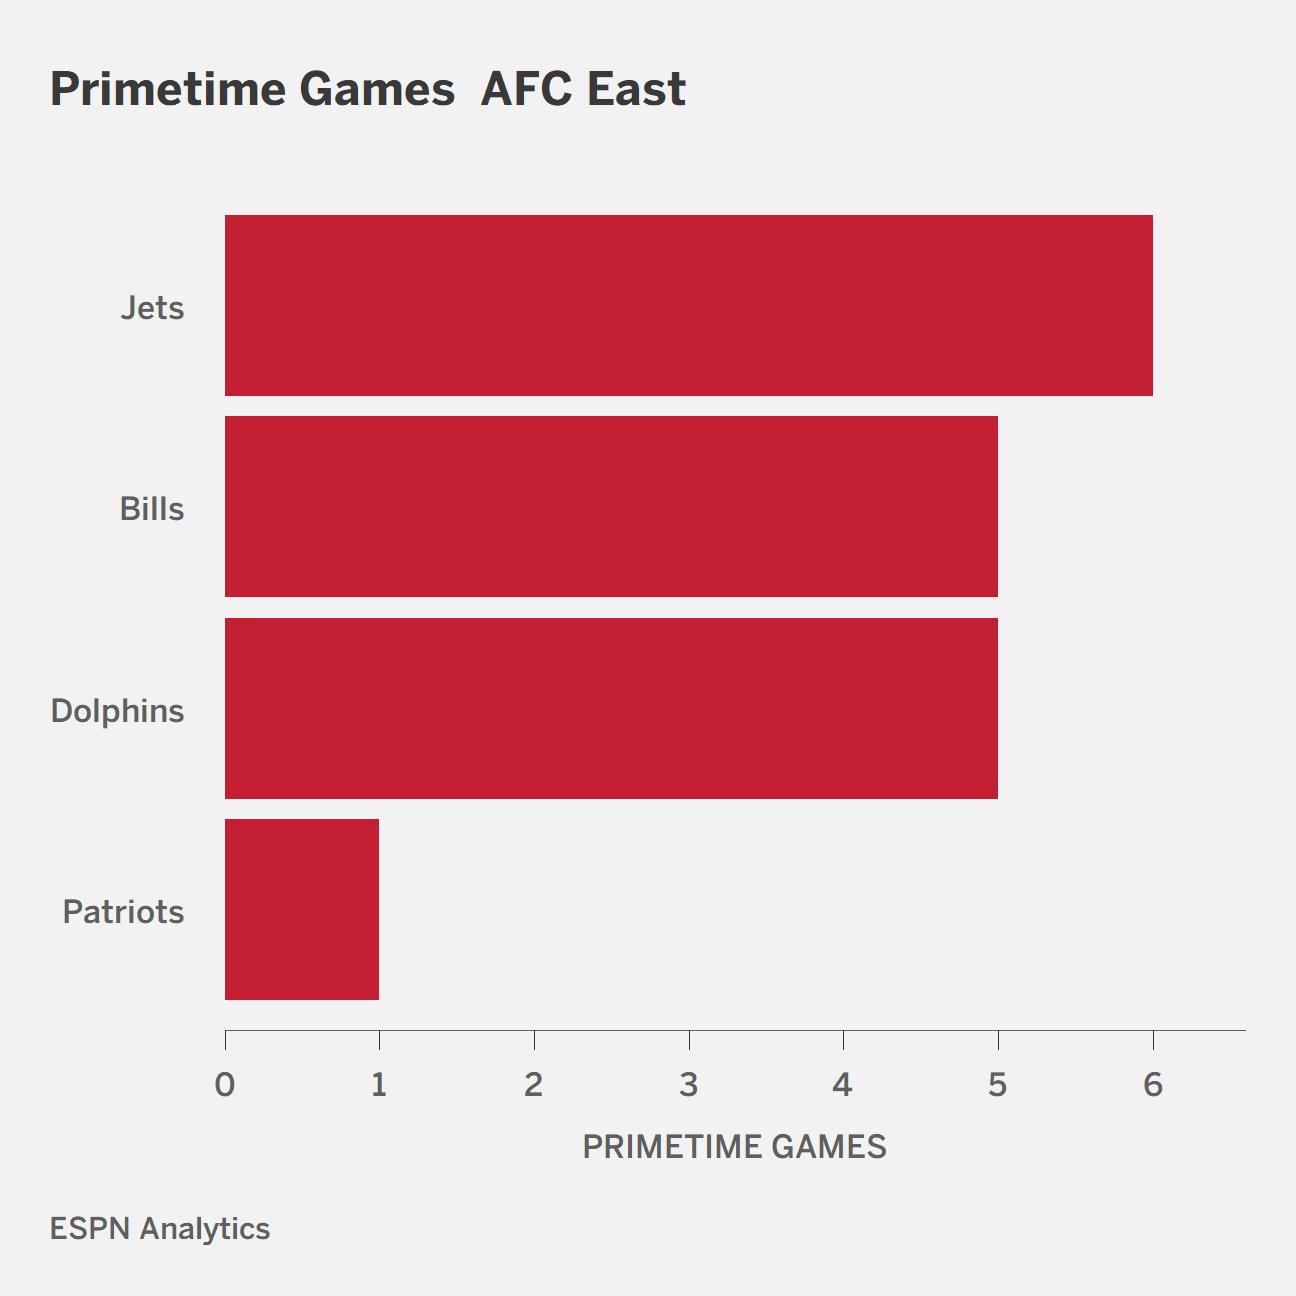 Primetime Games  AFC East
Jets
Bills
Dolphins
Patriots
0 1 2 3 4 5 6
PRIMETIME GAMES
ESPN Analytics